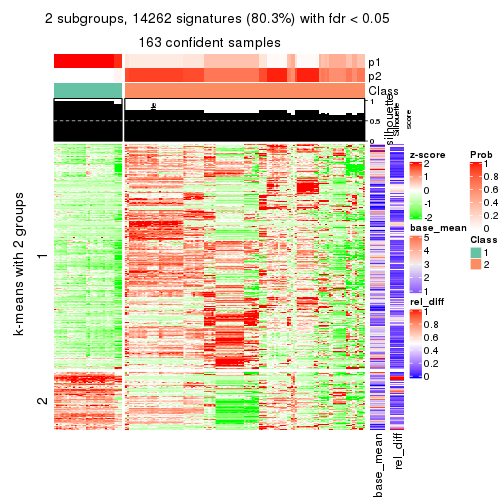 2 subgroups, 14262 signatures (80.3%) with fdr < 0.05
163 confident samples
p1
p2
Class
1
0.5
0
silhouette
Silhouette
score
k-means with 2 groups
1
2
base_mean
rel_diff
z-score
2
1
0
-1
-2
base_mean
5
4
3
2
1
rel_diff
1
0.8
0.6
0.4
0.2
0
Prob
1
0.8
0.6
0.4
0.2
0
Class
1
2